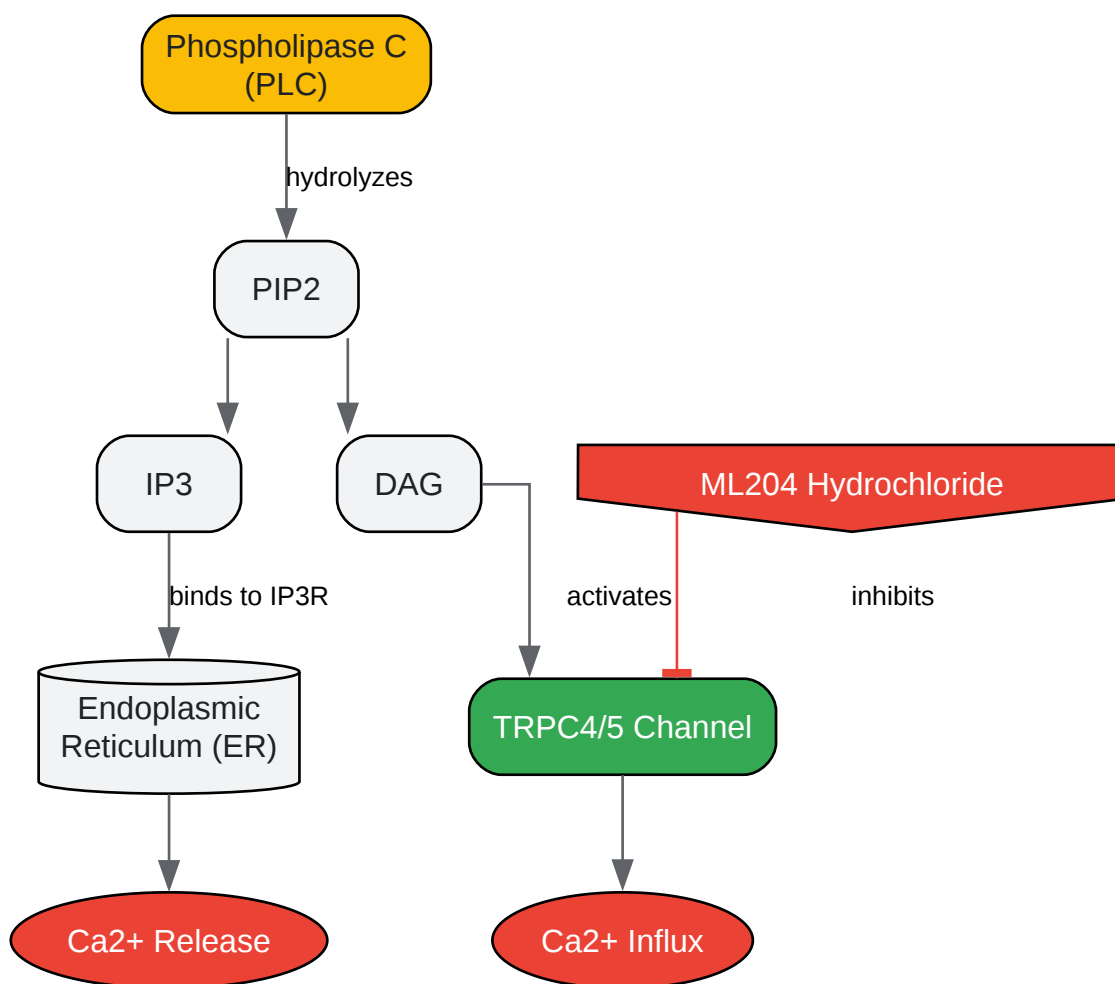 Phospholipase C
(PLC)
hydrolyzes
PIP2
IP3
DAG
ML204 Hydrochloride
binds to IP3R
activates
inhibits
Endoplasmic
Reticulum (ER)
TRPC4/5 Channel
Ca2+ Release
Ca2+ Influx